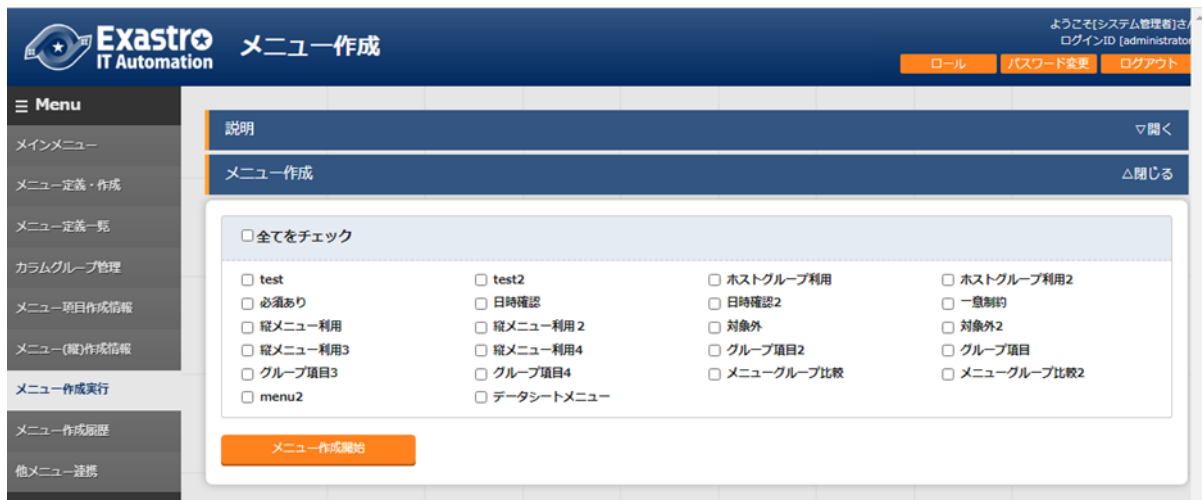 ようこそ[システム管理者]さん
ログインID [administrator
Exastro
IT Automation
メニュー作成
ロール
パスワード変更
ログアウト
Menu
メインメニュー
メニュー定義・作成
メニュー定義一覧
カラムグループ管理
メニュー項目作成情報
メニュー(縦)作成情報
メニュー作成実行
メニュー作成履歴
他メニュー連携
説明
▽開く
メニュー作成
△閉じる
全てをチェック
test test2 ホストグループ利用 ホストグループ利用2
必須あり 日時確認 日時確認2 一意制約
縦メニュー利用 縦メニュー利用２ 対象外 対象外2
縦メニュー利用3 縦メニュー利用4 グループ項目2 グループ項目
グループ項目3 グループ項目4 メニューグループ比較 メニューグループ比較2
menu2 データシートメニュー
メニュー作成開始